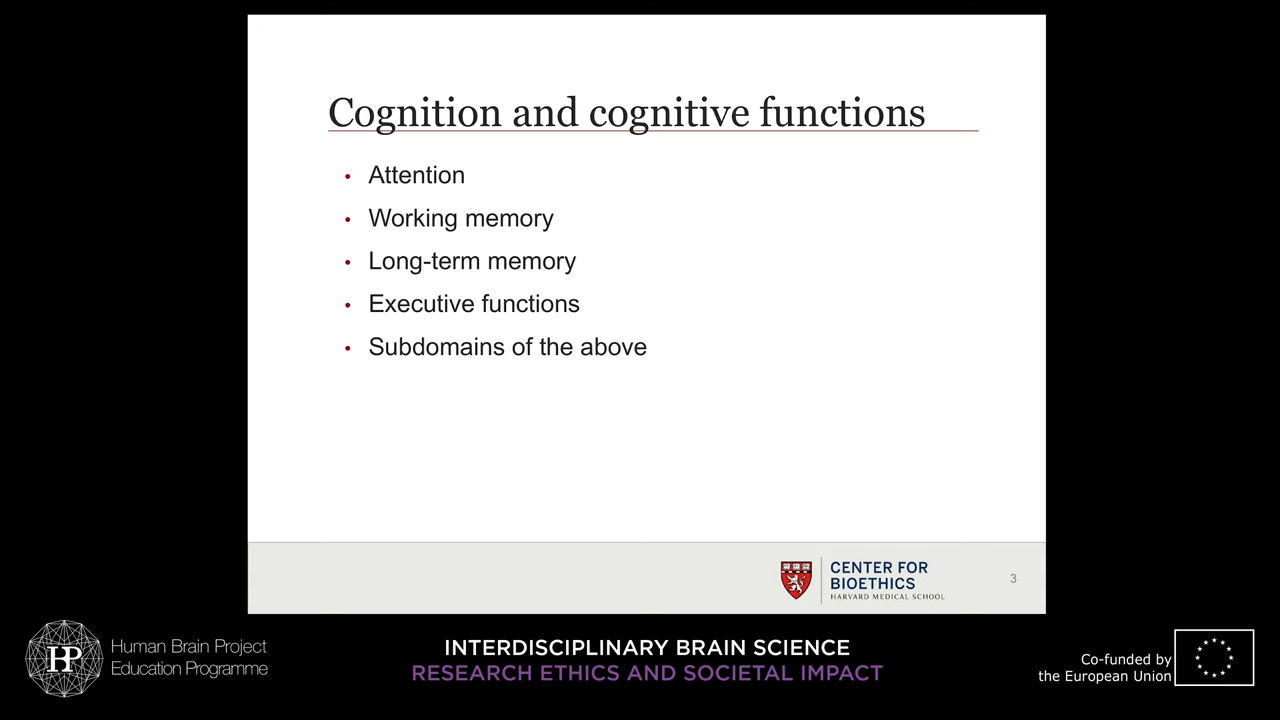 Cognition and cognitive functions
• Attention
• Working memory
• Long-term memory
• Executive functions
• Subdomains of the above
CENTER FOR
BIOETHICS
HARVARD MEDICAL SCHOOL
3
HP
Human Brain Project
Education Programme
INTERDISCIPLINARY BRAIN SCIENCE
RESEARCH ETHICS AND SOCIETAL IMPACT
Co-funded by
the European Union